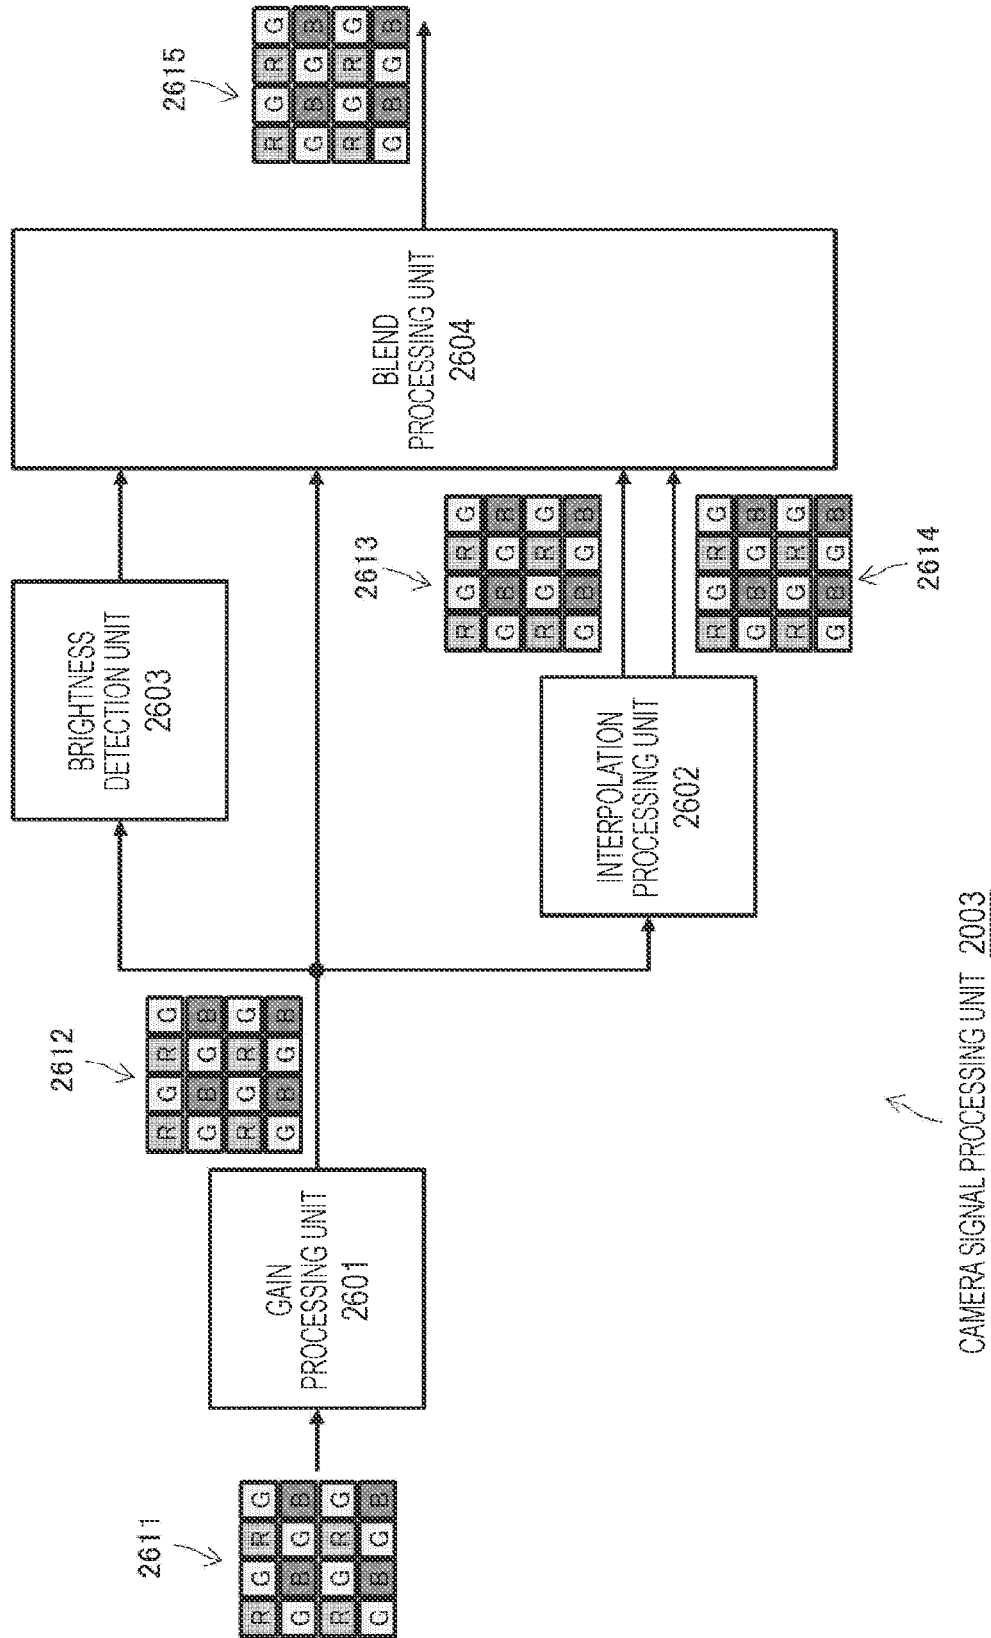 2611
R G R G
G B G B
R G R G
G B G B
GAIN
PROCESSING UNIT
2601
2612
R G R G
G B G B
R G R G
G B G B
BRIGHTNESS
DETECTION UNIT
2603
INTERPOLATION
PROCESSING UNIT
2602
2613
R G R G
G B G B
R G R G
G B G B
R G R G
G B G B
R G R G
G B G B
2614
BLEND
PROCESSING UNIT
2604
2615
R G R G
G B G B
R G R G
G B G B
CAMERA SIGNAL PROCESSING UNIT 2003